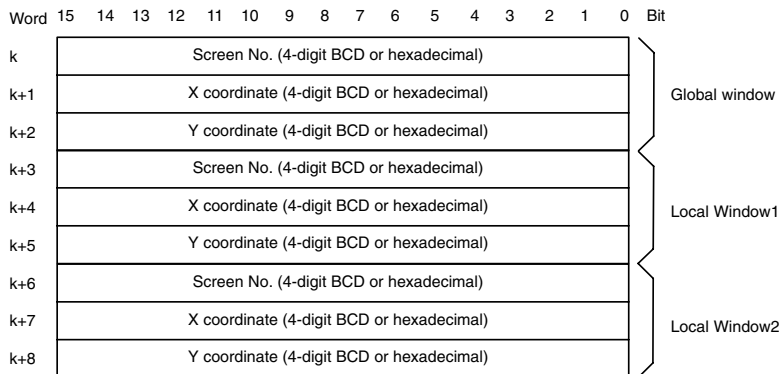 Word 15 14 13 12 11 10 9 8 7 6 5 4 3 2 1 0 Bit
k Screen No. (4-digit BCD or hexadecimal)
k+1 X coordinate (4-digit BCD or hexadecimal) Global window
k+2 Y coordinate (4-digit BCD or hexadecimal)
k+3 Screen No. (4-digit BCD or hexadecimal)
k+4 X coordinate (4-digit BCD or hexadecimal) Local Window1
k+5 Y coordinate (4-digit BCD or hexadecimal)
k+6 Screen No. (4-digit BCD or hexadecimal)
k+7 X coordinate (4-digit BCD or hexadecimal) Local Window2
k+8 Y coordinate (4-digit BCD or hexadecimal)